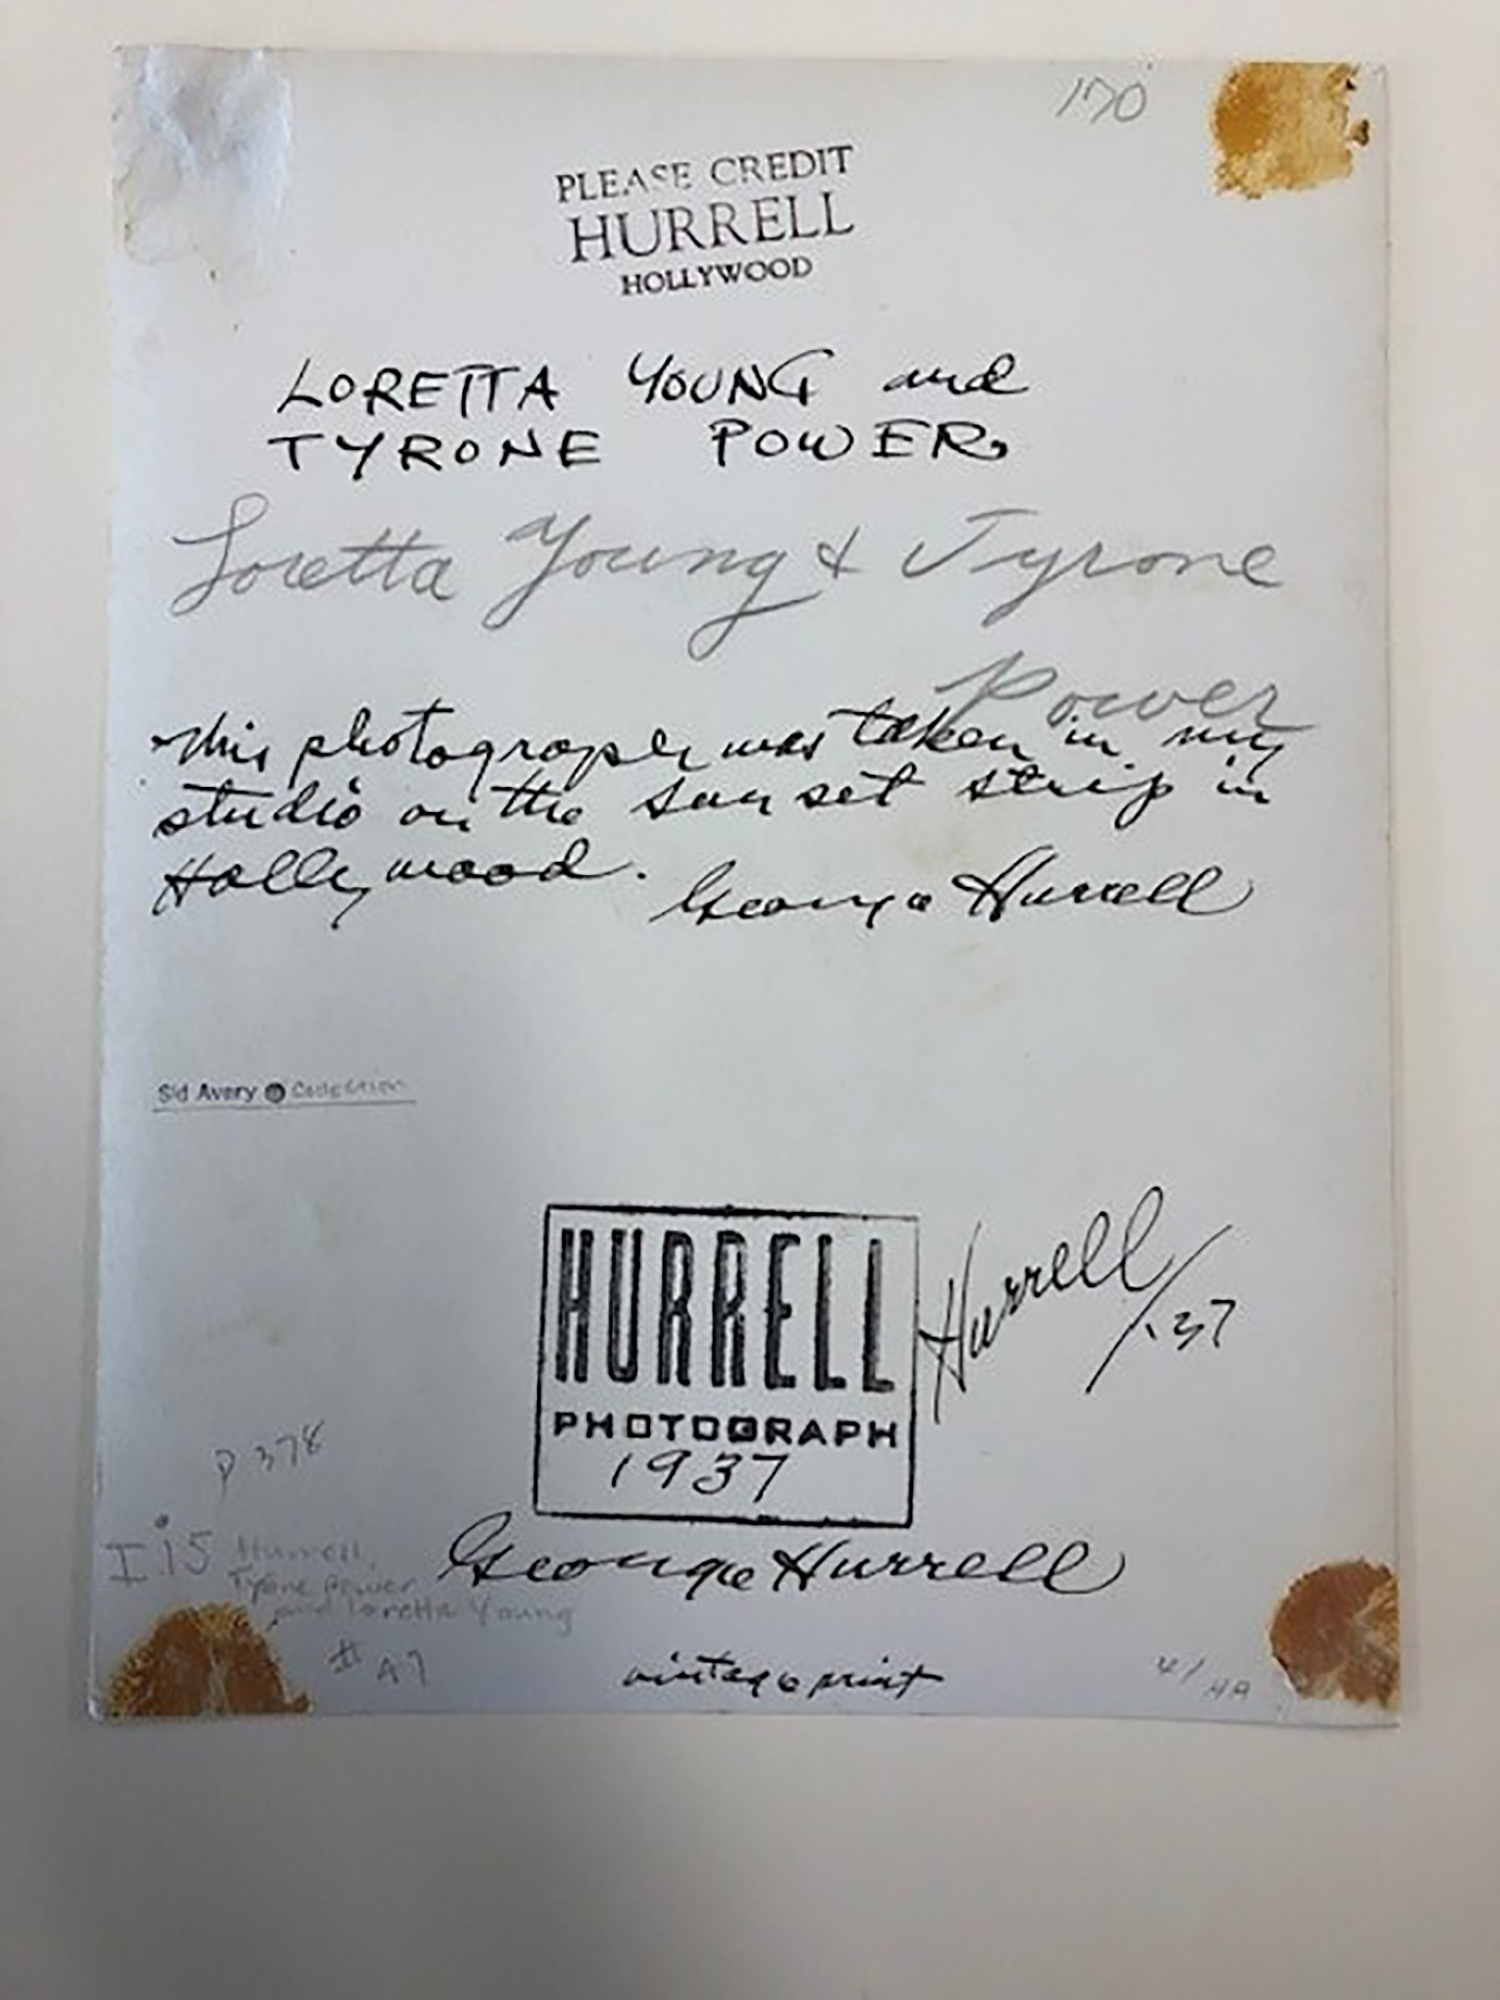 170
PLEASE CREDIT
HURRELL
HOLLYWOOD
LORETTA YOUNG and
TYRONE POWER.
Loretta Young & Tyrone
Power
This photograph was taken in my
studio on the sunset strip in
Hollywood. George Hurrell
Sid Avery Collection
HURRELL
PHOTOGRAPH
1937
Hurrell/37
P 378
I.15 Hurrell,
Tyrone Power
and Loretta Young
George Hurrell
# A7
vintage print